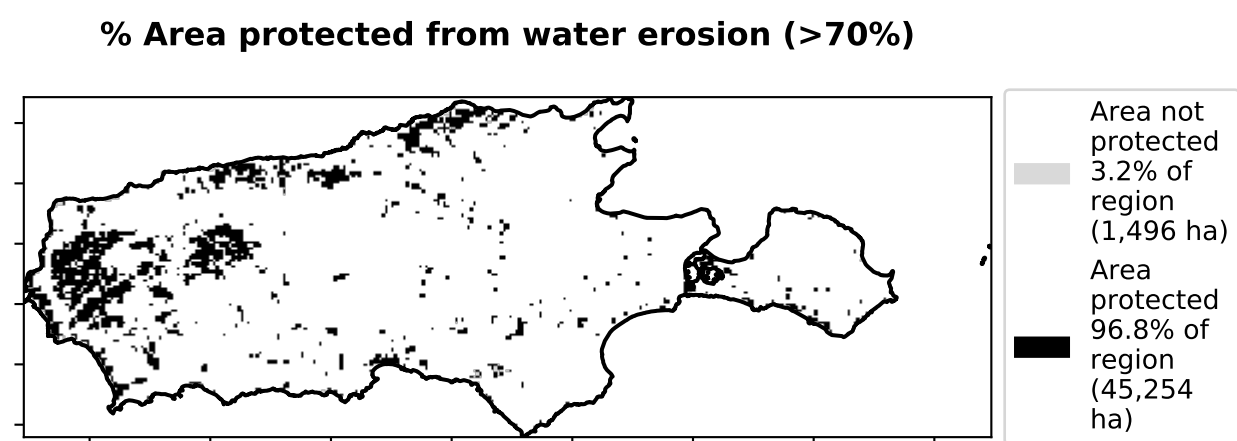 % Area protected from water erosion (>70%)
Area not
protected
3.2% of
region
(1,496 ha)
Area
protected
96.8% of
region
(45,254
ha)